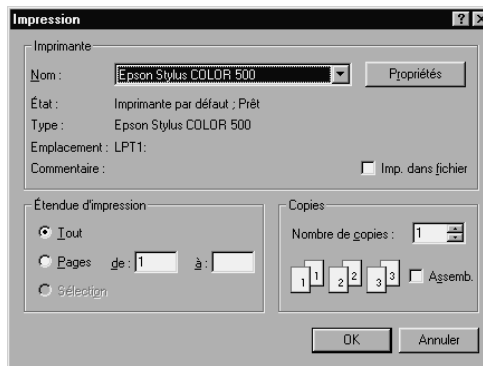 Impression
Imprimante
Nom :
Epson Stylus COLOR 500
Propriétés
État :
Imprimante par défaut ; Prêt
Type :
Epson Stylus COLOR 500
Emplacement : LPT1:
Commentaire :
Imp. dans fichier
Étendue d'impression
Tout
Pages de : 1 à :
Sélection
Copies
Nombre de copies : 1
1 1 2 2 3 3
Assemb.
OK
Annuler